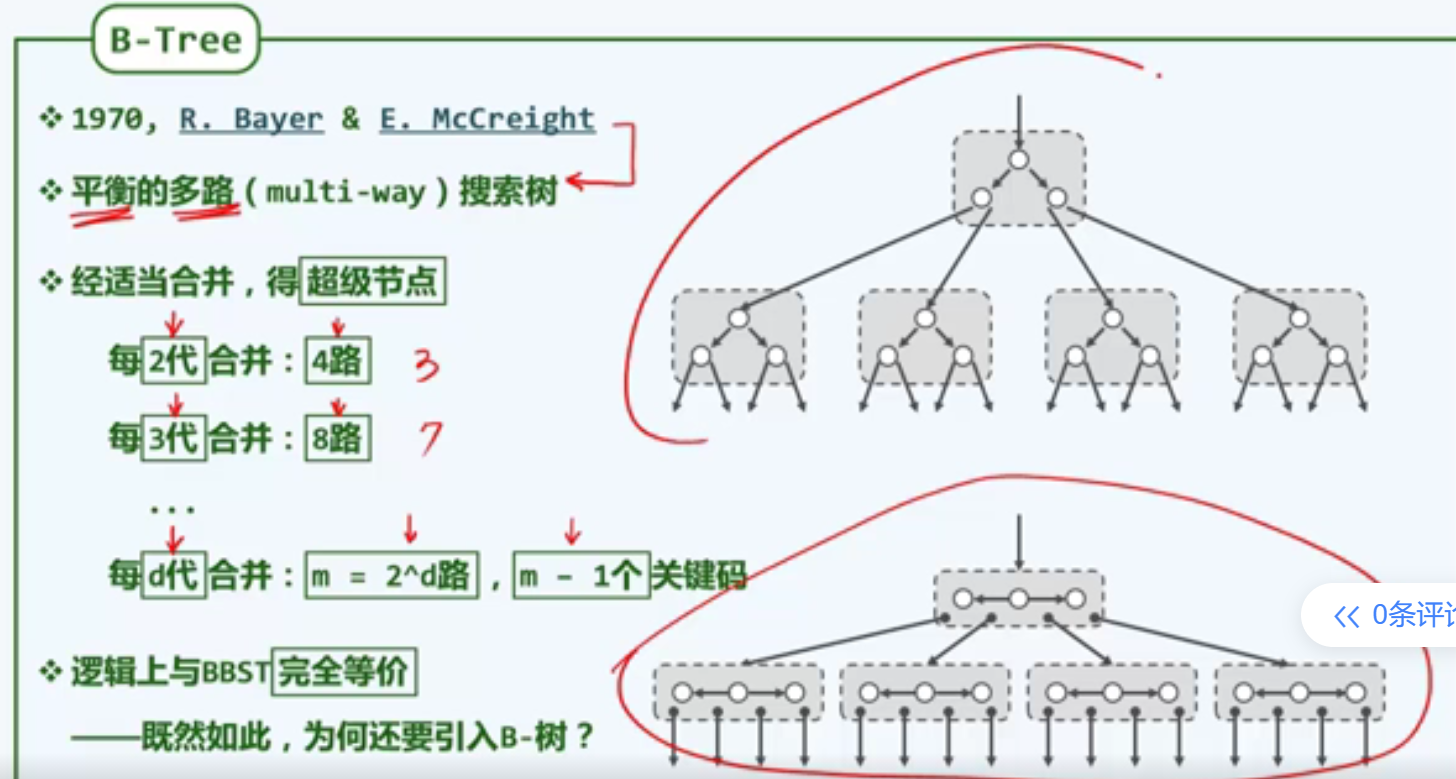 B-Tree
❖ 1970, R. Bayer & E. McCreight
❖ 平衡的多路（multi-way）搜索树
❖ 经适当合并，得超级节点
每2代合并：4路 3
每3代合并：8路 7
...
每d代合并：m = 2^d路，m - 1个关键码
《 0条评论
❖ 逻辑上与BBST完全等价
——既然如此，为何还要引入B-树？